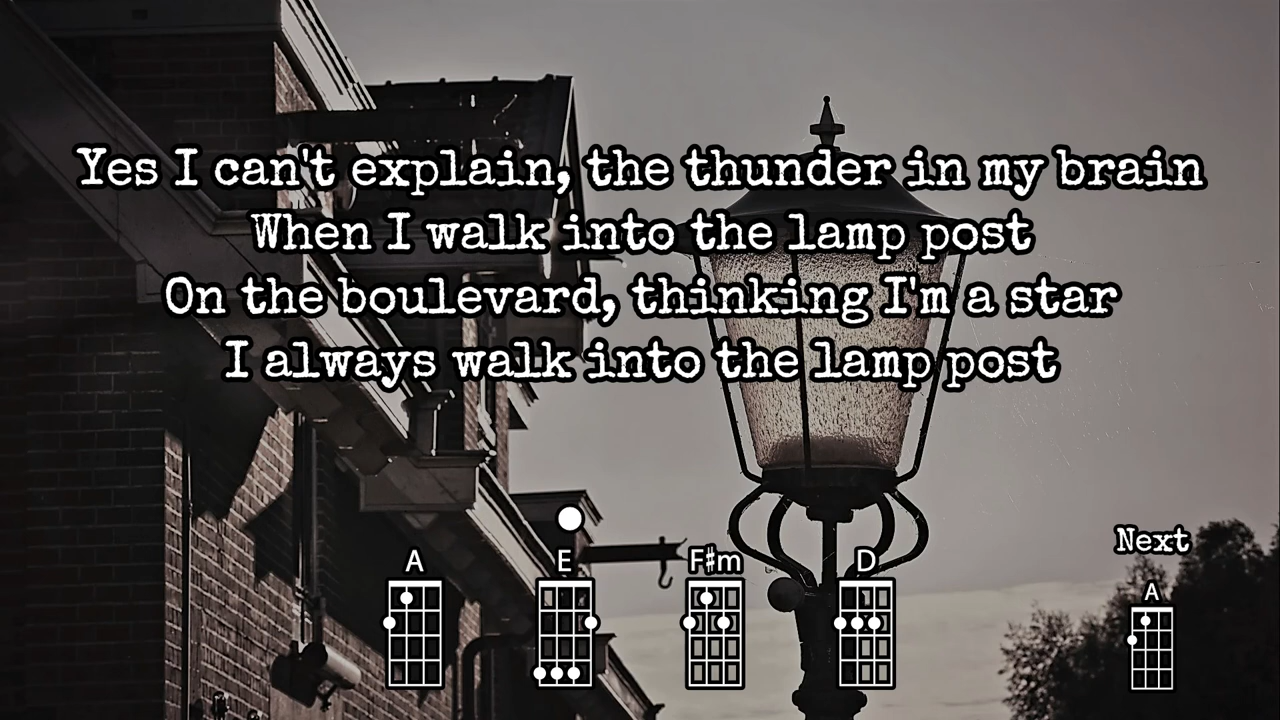 Yes I can't explain, the thunder in my brain
When I walk into the lamp post
On the boulevard, thinking I'm a star
I always walk into the lamp post
Next
A E F#m D A